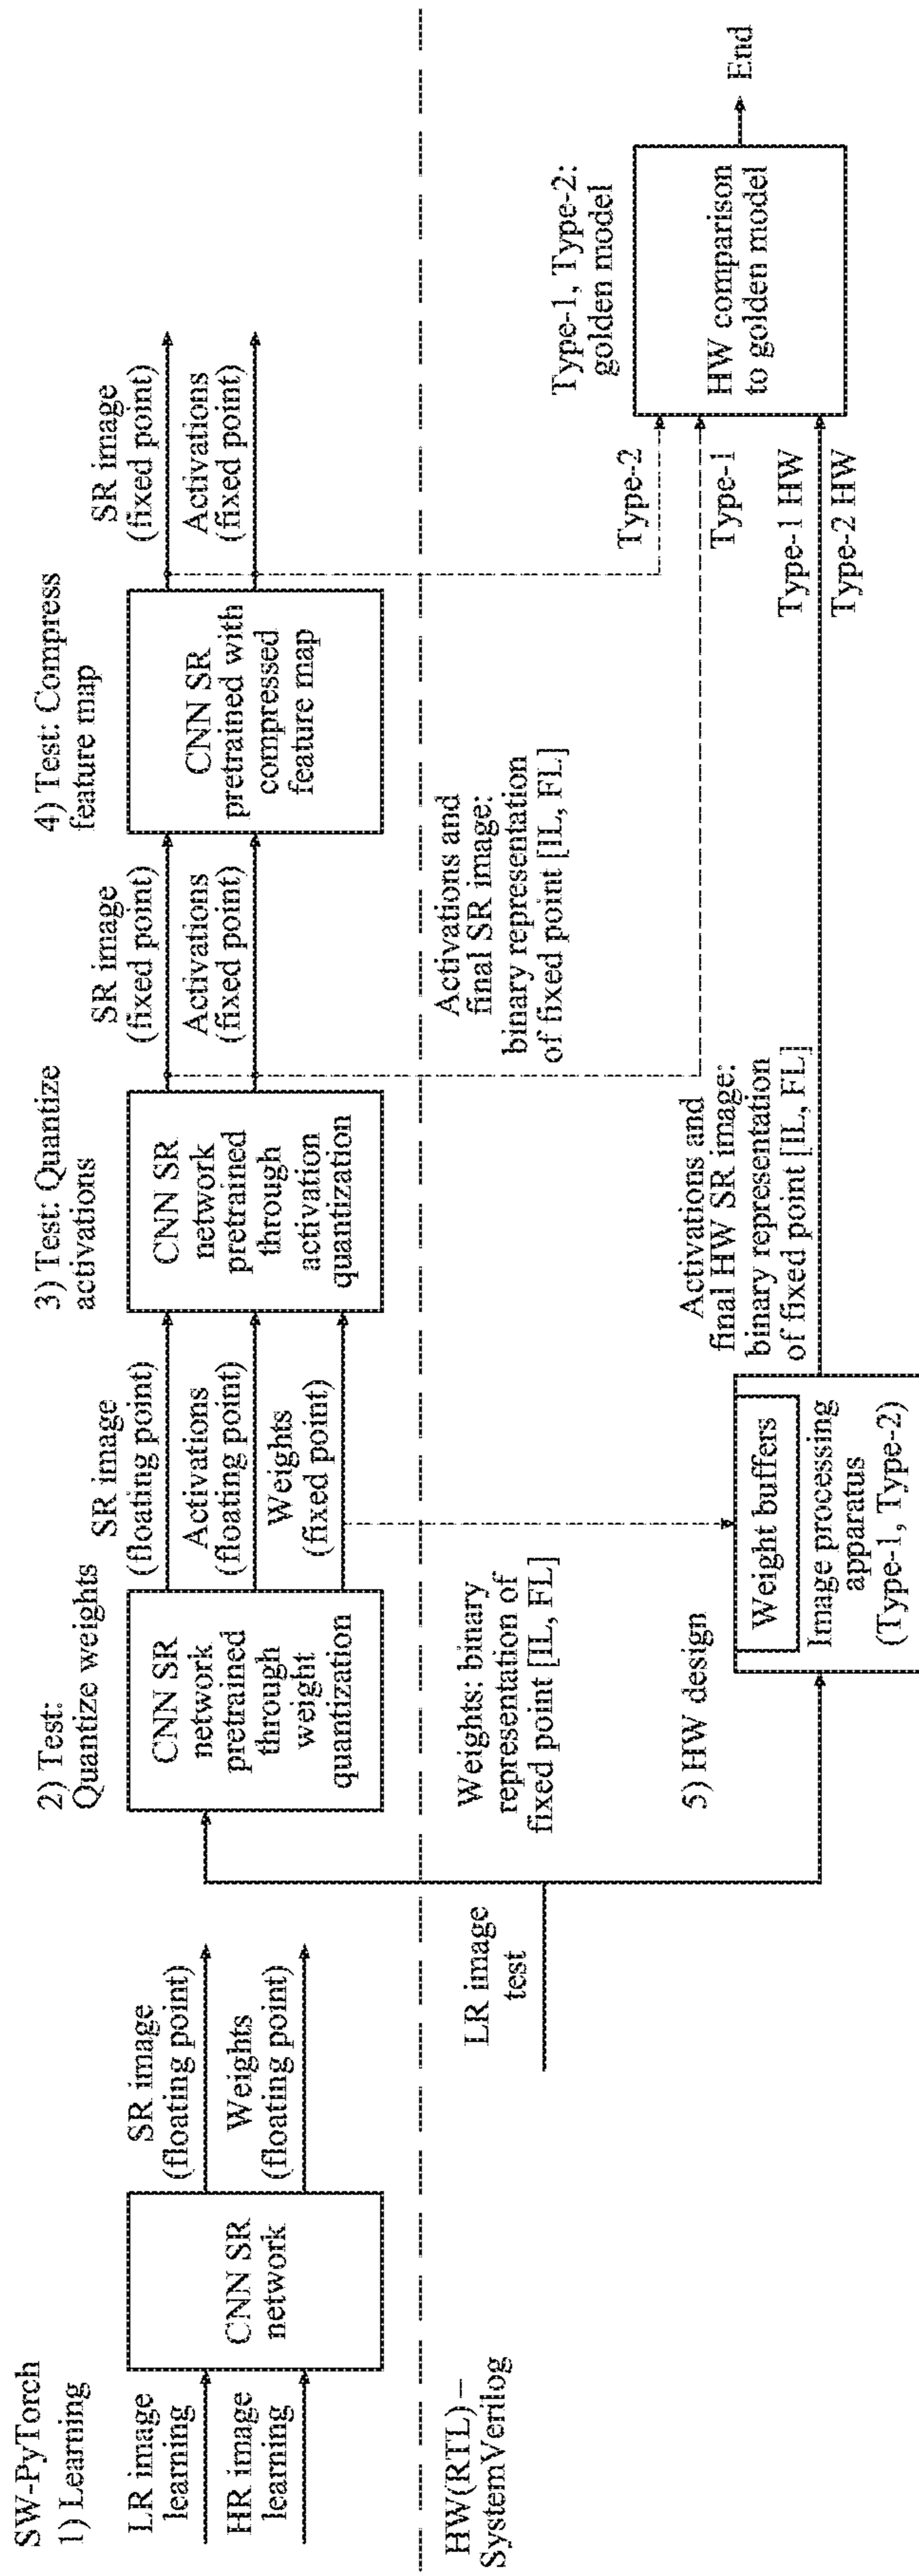 SW-PyTorch
1) Learning
LR image
learning
HR image
learning
CNN SR
network
SR image
(floating point)
Weights
(floating point)
2) Test:
Quantize weights
CNN SR
network
pretrained
through
weight
quantization
SR image
(floating point)
Activations
(floating point)
Weights
(fixed point)
3) Test: Quantize
activations
CNN SR
network
pretrained
through
activation
quantization
SR image
(fixed point)
Activations
(fixed point)
4) Test: Compress
feature map
CNN SR
pretrained with
compressed
feature map
SR image
(fixed point)
Activations
(fixed point)
HW(RTL)–
SystemVerilog
LR image
test
Weights: binary
representation of
fixed point [IL, FL]
5) HW design
Weight buffers
Image processing
apparatus
(Type-1, Type-2)
Activations and
final SR image:
binary representation
of fixed point [IL, FL]
Activations and
final HW SR image:
binary representation
of fixed point [IL, FL]
Type-2
Type-1
Type-1 HW
Type-2 HW
Type-1, Type-2:
golden model
HW comparison
to golden model
End